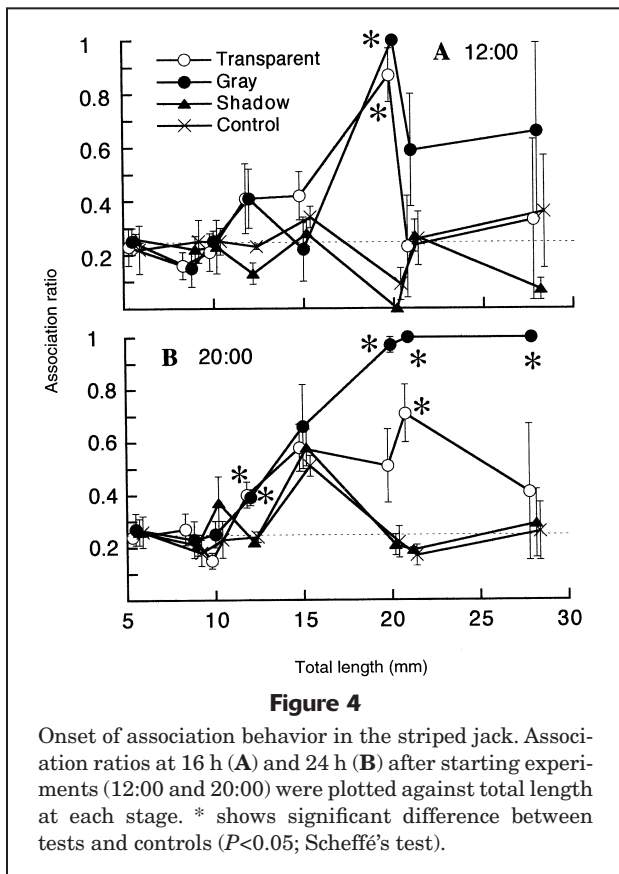 1
0.8
0.6
0.4
0.2
Transparent
Gray
Shadow
Control
*
*
A 12:00
Association ratio
1
0.8
0.6
0.4
0.2
B 20:00
*
*
*
*
*
*
5 10 15 20 25 30
Total length (mm)
Figure 4
Onset of association behavior in the striped jack. Associ-
ation ratios at 16 h (A) and 24 h (B) after starting experi-
ments (12:00 and 20:00) were plotted against total length
at each stage. * shows significant difference between
tests and controls (P<0.05; Scheffé's test).